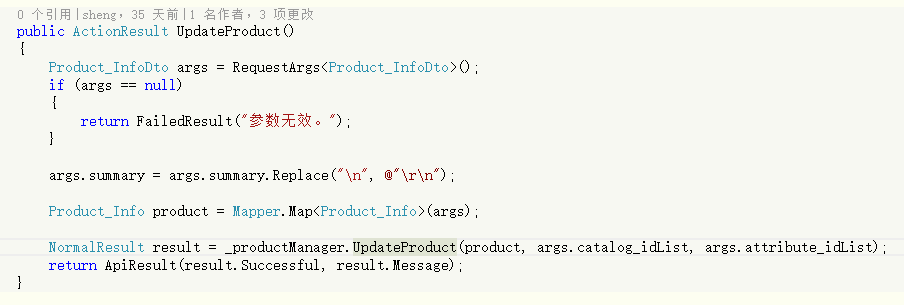 0 个引用|sheng，35 天前|1 名作者，3 项更改
public ActionResult UpdateProduct()
{
    Product_InfoDto args = RequestArgs<Product_InfoDto>();
    if (args == null)
    {
        return FailedResult("参数无效。");
    }
    args.summary = args.summary.Replace("\n", @"\r\n");
    Product_Info product = Mapper.Map<Product_Info>(args);
    NormalResult result = _productManager.UpdateProduct(product, args.catalog_idList, args.attribute_idList);
    return ApiResult(result.Successful, result.Message);
}